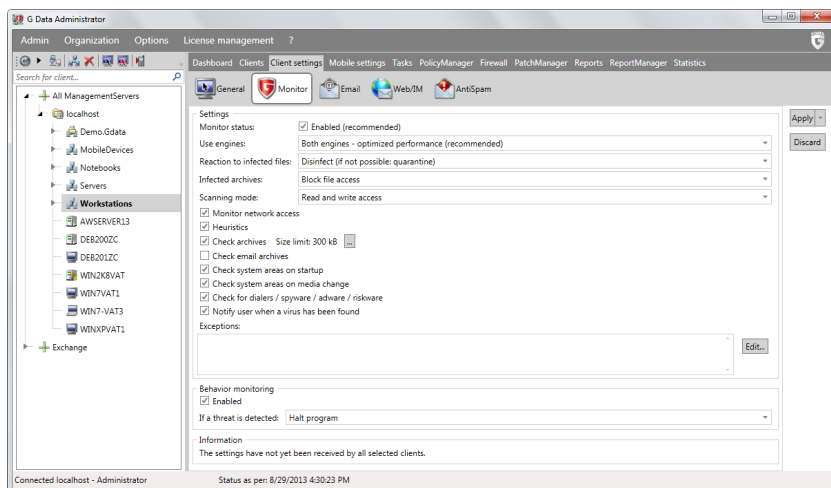 G Data Administrator
Admin Organization Options License management ?
Search for client...
All ManagementServers
localhost
Demo.Gdata
MobileDevices
Notebooks
Servers
Workstations
AWSERVER13
DEB200ZC
DEB201ZC
WIN2K8VAT
WIN7VAT1
WIN7-VAT3
WINXPVAT1
Exchange
Dashboard Clients Client settings Mobile settings Tasks PolicyManager Firewall PatchManager Reports ReportManager Statistics
General Monitor Email Web/IM AntiSpam
Settings
Monitor status: Enabled (recommended)
Use engines: Both engines - optimized performance (recommended)
Reaction to infected files: Disinfect (if not possible: quarantine)
Infected archives: Block file access
Scanning mode: Read and write access
Monitor network access
Heuristics
Check archives Size limit: 300 kB ...
Check email archives
Check system areas on startup
Check system areas on media change
Check for dialers / spyware / adware / riskware
Notify user when a virus has been found
Exceptions:
Edit...
Behavior monitoring
Enabled
If a threat is detected: Halt program
Information
The settings have not yet been received by all selected clients.
Apply
Discard
Connected localhost - Administrator Status as per: 8/29/2013 4:30:23 PM